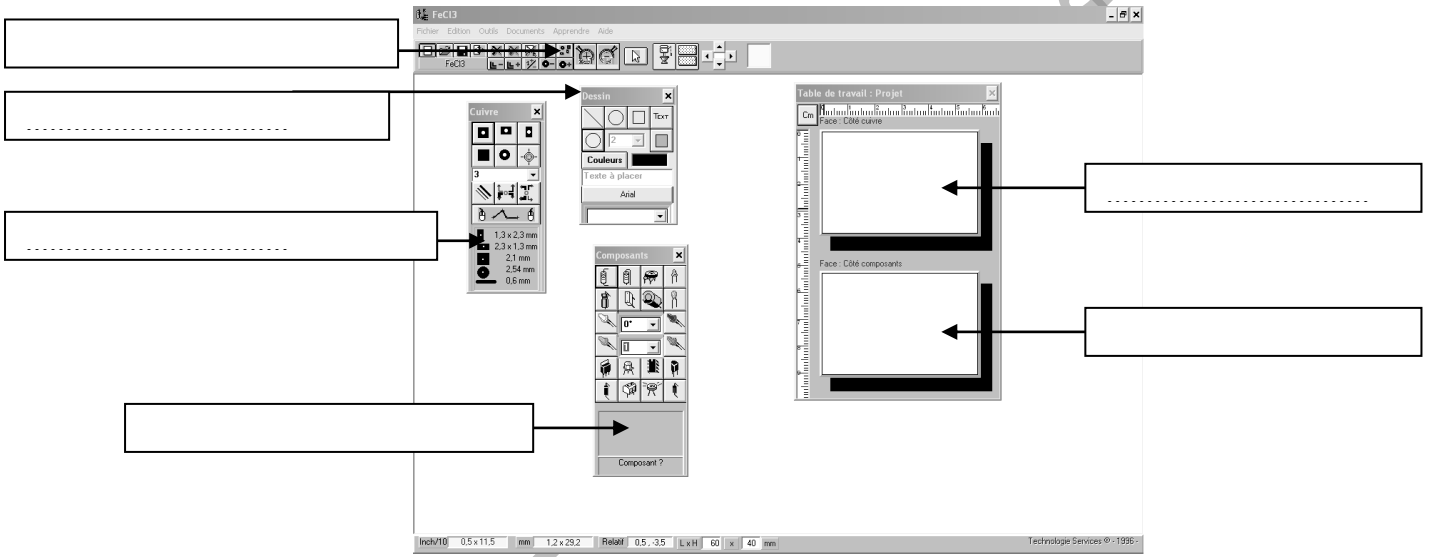 FeCl3
Fichier Edition Outils Documents Apprendre Aide
FeCl3
Cuivre
3
1,3 x 2,3 mm
2,3 x 1,3 mm
2,1 mm
2,54 mm
0,6 mm
Dessin
TEXT
2
Couleurs
Texte à placer
Arial
Composants
0°
Composant ?
Table de travail : Projet
Cm
Face : Côté cuivre
Face : Côté composants
Inch/10 0,5 x 11,5 mm 1,2 x 29,2 Relatif 0,5 , -3,5 L x H 60 x 40 mm
Technologie Services ® - 1996 -